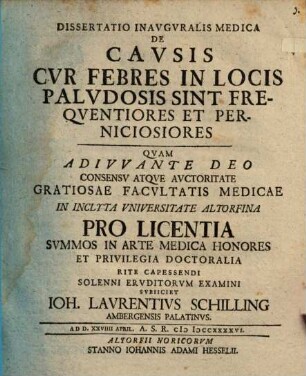 DISSERTATIO INAVGVRALIS MEDICA
DE
CAVSIS
CVR FEBRES IN LOCIS
PALVDOSIS SINT FRE-
QVENTIORES ET PER-
NICIOSIORES
QVAM
ADIVVANTE DEO
CONSENSV ATQVE AVCTORITATE
GRATIOSAE FACVLTATIS MEDICAE
IN INCLYTA VNIVERSITATE ALTORFINA
PRO LICENTIA
SVMMOS IN ARTE MEDICA HONORES
ET PRIVILEGIA DOCTORALIA
RITE CAPESSENDI
SOLENNI ERVDITORVM EXAMINI
SVBIICIET
IOH. LAVRENTIVS SCHILLING
AMBERGENSIS PALATINVS.
AD D. XXVIIII APRIL. A. S. R. cIↃ IↃCCXXXXVI.
ALTORFII NORICORVM
STANNO IOHANNIS ADAMI HESSELII.